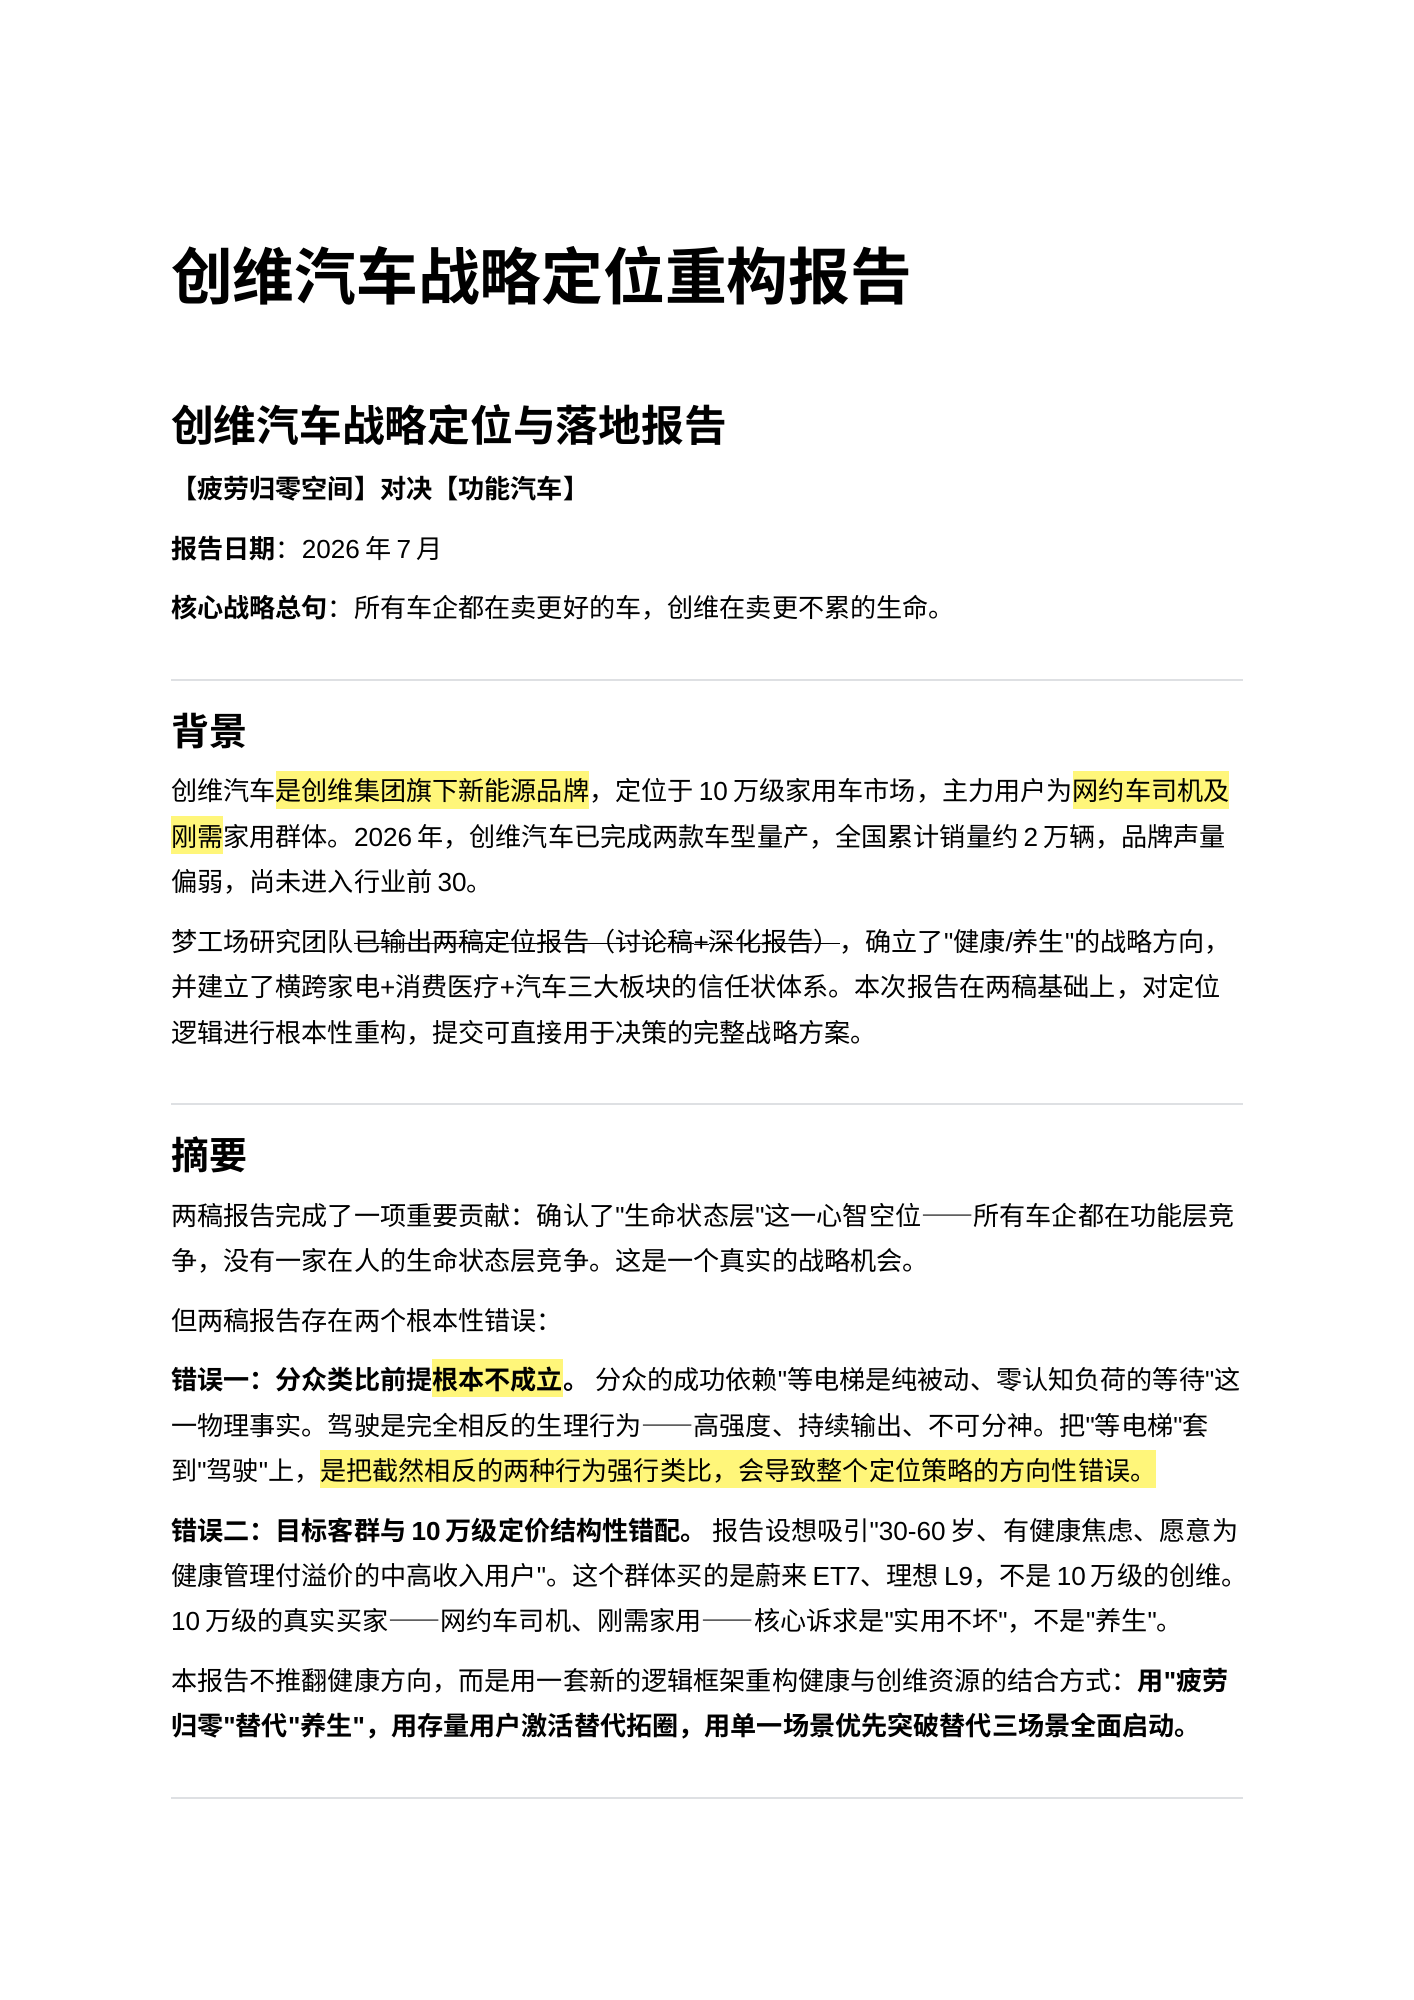 创维汽车战略定位重构报告
创维汽车战略定位与落地报告
【疲劳归零空间】对决【功能汽车】
报告日期：2026 年 7 月
核心战略总句：所有车企都在卖更好的车，创维在卖更不累的生命。
背景
创维汽车是创维集团旗下新能源品牌，定位于 10 万级家用车市场，主力用户为网约车司机及
刚需家用群体。2026 年，创维汽车已完成两款车型量产，全国累计销量约 2 万辆，品牌声量
偏弱，尚未进入行业前 30。
梦工场研究团队已输出两稿定位报告（讨论稿+深化报告），确立了"健康/养生"的战略方向，
并建立了横跨家电+消费医疗+汽车三大板块的信任状体系。本次报告在两稿基础上，对定位
逻辑进行根本性重构，提交可直接用于决策的完整战略方案。
摘要
两稿报告完成了一项重要贡献：确认了"生命状态层"这一心智空位——所有车企都在功能层竞
争，没有一家在人的生命状态层竞争。这是一个真实的战略机会。
但两稿报告存在两个根本性错误：
错误一：分众类比前提根本不成立。 分众的成功依赖"等电梯是纯被动、零认知负荷的等待"这
一物理事实。驾驶是完全相反的生理行为——高强度、持续输出、不可分神。把"等电梯"套
到"驾驶"上，是把截然相反的两种行为强行类比，会导致整个定位策略的方向性错误。
错误二：目标客群与 10 万级定价结构性错配。 报告设想吸引"30-60 岁、有健康焦虑、愿意为
健康管理付溢价的中高收入用户"。这个群体买的是蔚来 ET7、理想 L9，不是 10 万级的创维。
10 万级的真实买家——网约车司机、刚需家用——核心诉求是"实用不坏"，不是"养生"。
本报告不推翻健康方向，而是用一套新的逻辑框架重构健康与创维资源的结合方式：用"疲劳
归零"替代"养生"，用存量用户激活替代拓圈，用单一场景优先突破替代三场景全面启动。